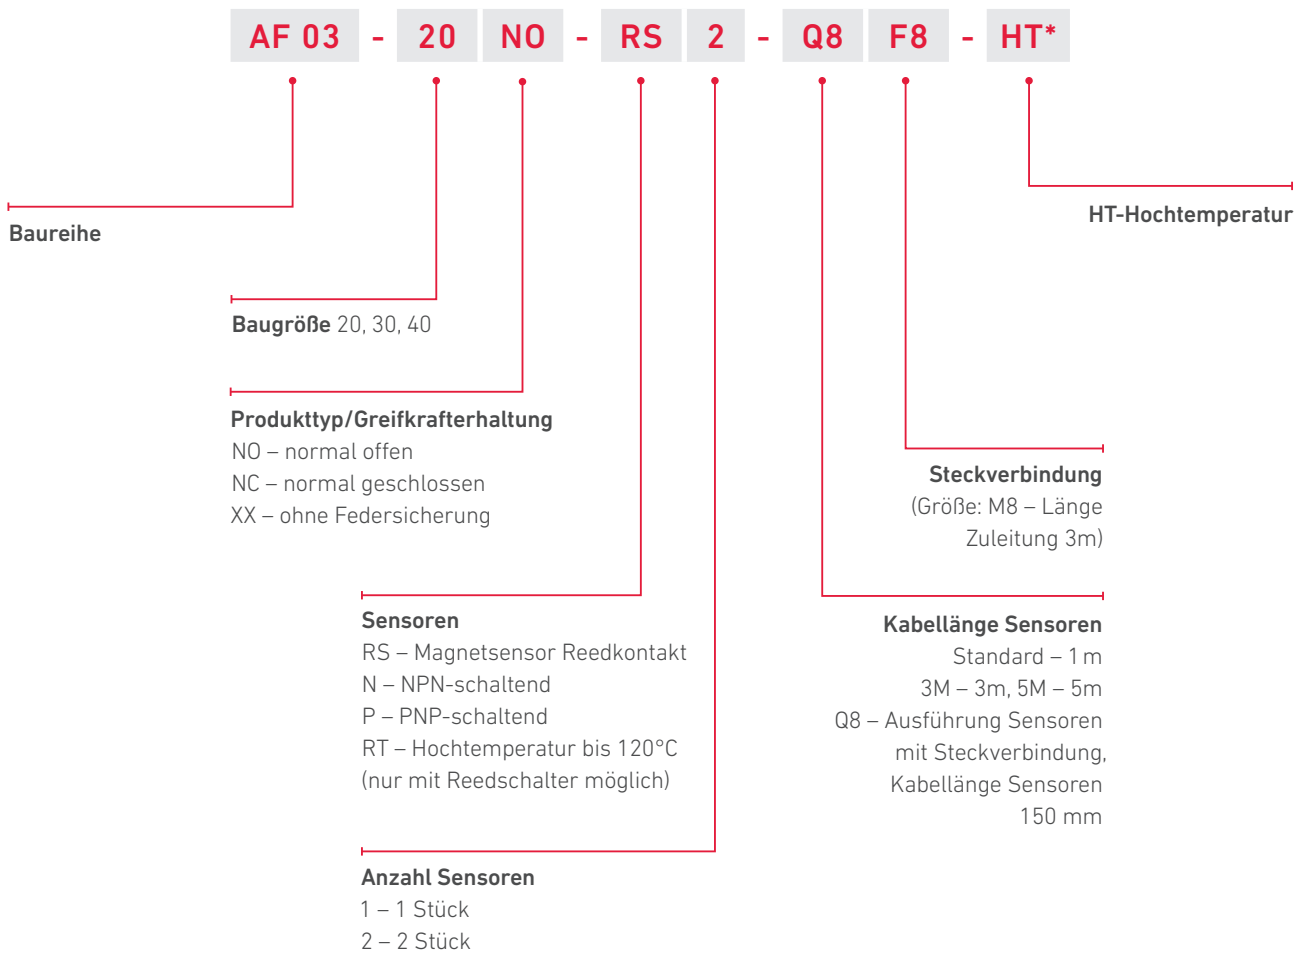 AF 03 - 20 NO - RS 2 - Q8 F8 - HT*
Baureihe
HT-Hochtemperatur
Baugröße 20, 30, 40
Produkttyp/Greifkrafterhaltung
NO – normal offen
NC – normal geschlossen
XX – ohne Federsicherung
Steckverbindung
(Größe: M8 – Länge
Zuleitung 3m)
Sensoren
RS – Magnetsensor Reedkontakt
N – NPN-schaltend
P – PNP-schaltend
RT – Hochtemperatur bis 120°C
(nur mit Reedschalter möglich)
Kabellänge Sensoren
Standard – 1 m
3M – 3m, 5M – 5m
Q8 – Ausführung Sensoren
mit Steckverbindung,
Kabellänge Sensoren
150 mm
Anzahl Sensoren
1 – 1 Stück
2 – 2 Stück